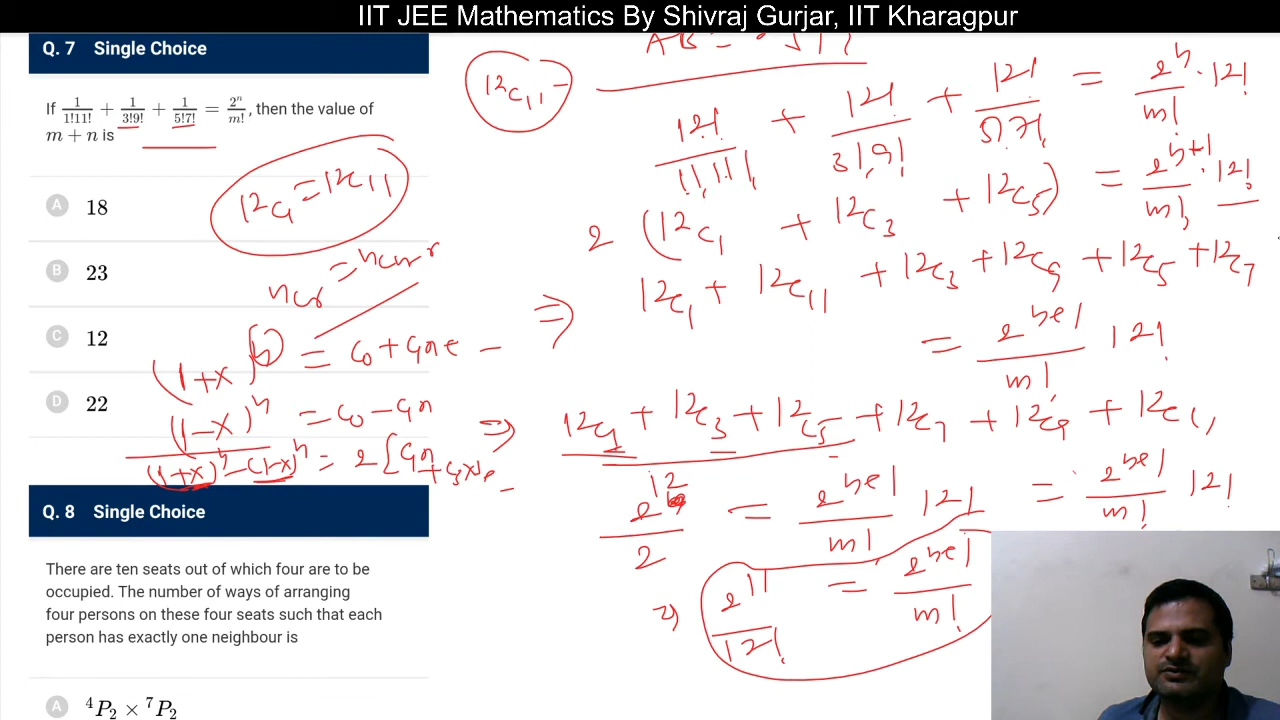 IIT JEE Mathematics By Shivraj Gurjar, IIT Kharagpur
Q. 7 Single Choice
If 1/(1!11!) + 1/(3!9!) + 1/(5!7!) = 2^n/m!, then the value of
m + n is
A 18
B 23
C 12
D 22
Q. 8 Single Choice
There are ten seats out of which four are to be
occupied. The number of ways of arranging
four persons on these four seats such that each
person has exactly one neighbour is
A ⁴P₂ × ⁷P₂
12C11
12!/(1!, 11!) + 12!/(3!, 9!) + 12!/(5! 7!) = 2^n/m! · 12!
2 (12C1 + 12C3 + 12C5) = 2^(n+1)/m! · 12!
⇒ 12C1 + 12C11 + 12C3 + 12C9 + 12C5 + 12C7
= 2^(n+1)/m! 12!
⇒ 12C1 + 12C3 + 12C5 + 12C7 + 12C9 + 12C11
= 2^(n+1)/m! 12!
2^12/2 = 2^(n+1)/m! 12!
⇒ 2^11/12! = 2^(n+1)/m!
12C1 = 12C11
nCr = nCn-r
(1+x)^n = C0 + C1x + –
(1-x)^n = C0 - C1x
(1+x)^n - (1-x)^n = 2 [C1x + C3x